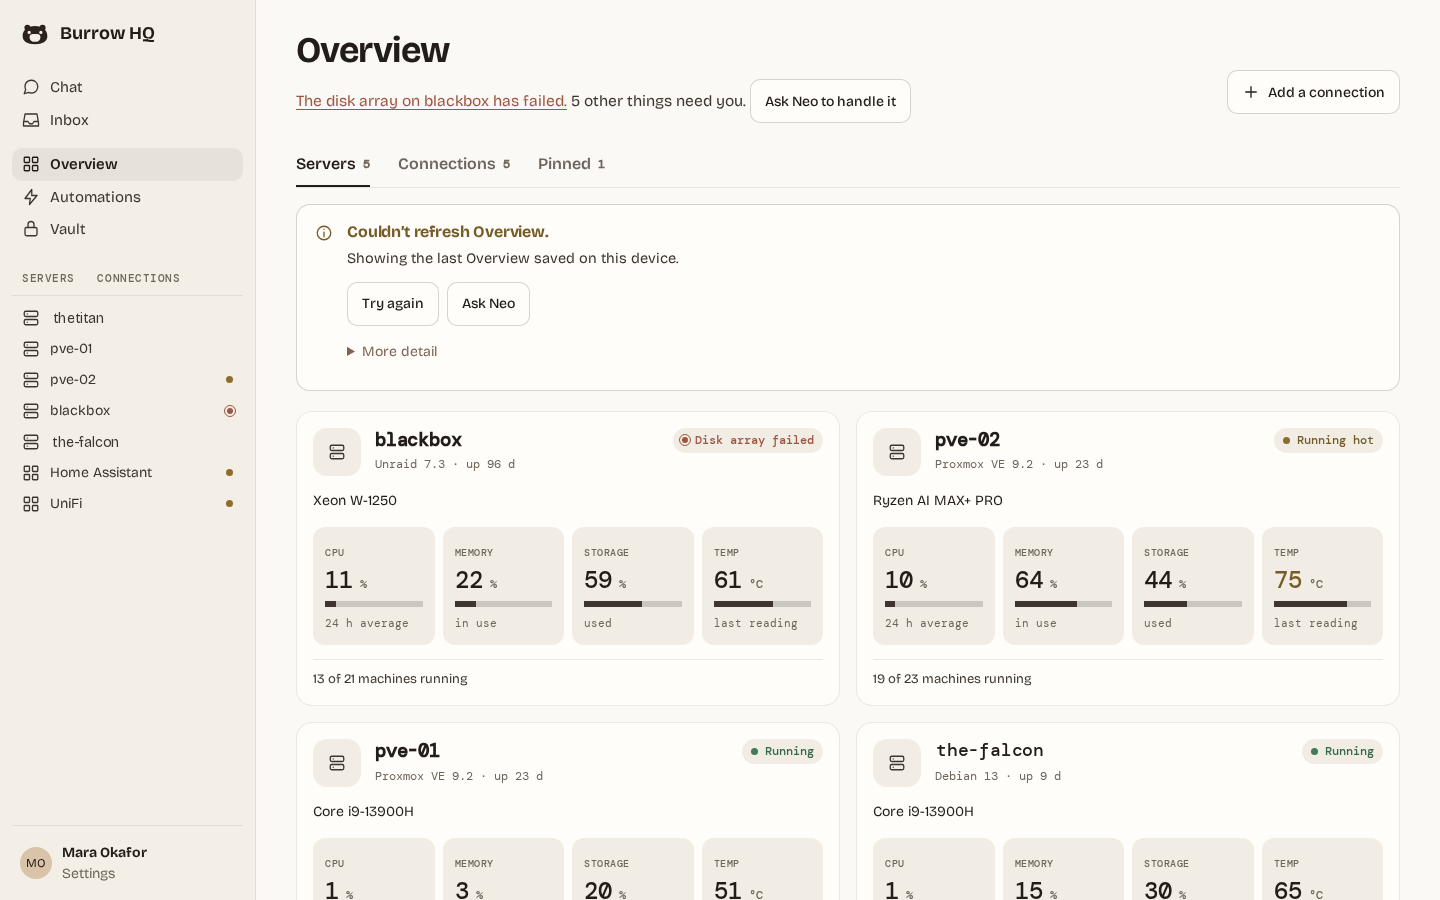 Burrow HQ
Chat
Inbox
Overview
Automations
Vault
SERVERS CONNECTIONS
thetitan
pve-01
pve-02
blackbox
the-falcon
Home Assistant
UniFi
MO
Mara Okafor
Settings
Overview
The disk array on blackbox has failed. 5 other things need you. Ask Neo to handle it
Add a connection
Servers 5 Connections 5 Pinned 1
Couldn't refresh Overview.
Showing the last Overview saved on this device.
Try again Ask Neo
More detail
blackbox
Disk array failed
Unraid 7.3 · up 96 d
Xeon W-1250
CPU MEMORY STORAGE TEMP
11 % 22 % 59 % 61 °C
24 h average in use used last reading
13 of 21 machines running
pve-02
Running hot
Proxmox VE 9.2 · up 23 d
Ryzen AI MAX+ PRO
CPU MEMORY STORAGE TEMP
10 % 64 % 44 % 75 °C
24 h average in use used last reading
19 of 23 machines running
pve-01
Running
Proxmox VE 9.2 · up 23 d
Core i9-13900H
CPU MEMORY STORAGE TEMP
1 % 3 % 20 % 51 °C
the-falcon
Running
Debian 13 · up 9 d
Core i9-13900H
CPU MEMORY STORAGE TEMP
1 % 15 % 30 % 65 °C